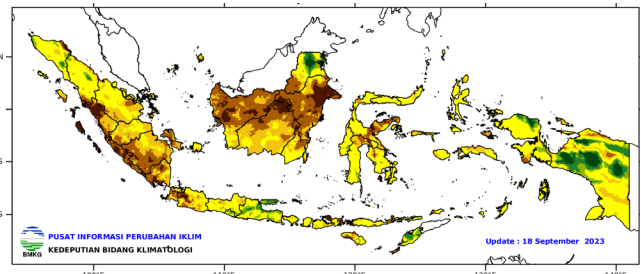 N
S
S
PUSAT INFORMASI PERUBAHAN IKLIM
KEDEPUTIAN BIDANG KLIMATOLOGI
BMKG
Update : 18 September 2023